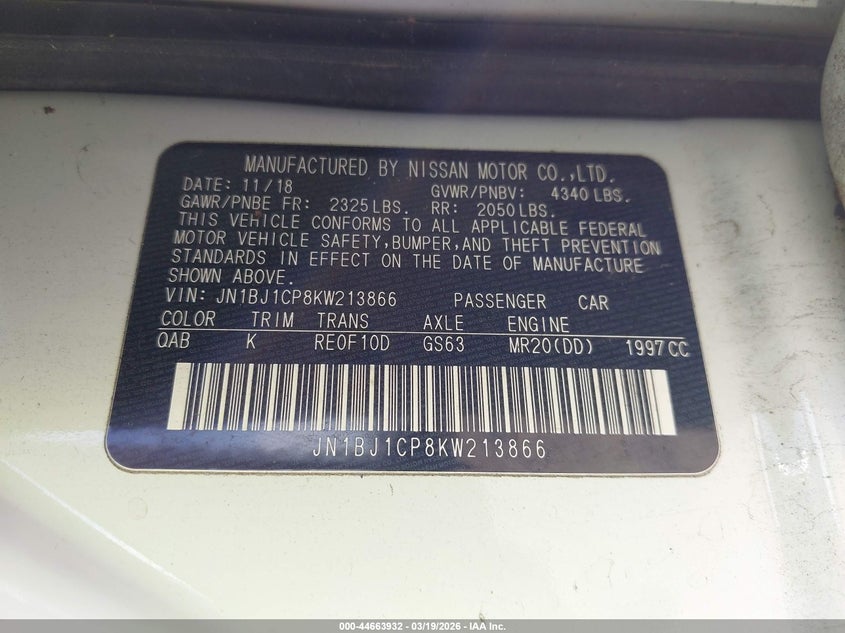 MANUFACTURED BY NISSAN MOTOR CO.,LTD.
DATE: 11/18 GVWR/PNBV: 4340 LBS.
GAWR/PNBE FR: 2325 LBS. RR: 2050 LBS.
THIS VEHICLE CONFORMS TO ALL APPLICABLE FEDERAL
MOTOR VEHICLE SAFETY,BUMPER,AND THEFT PREVENTION
STANDARDS IN EFFECT ON THE DATE OF MANUFACTURE
SHOWN ABOVE.
VIN: JN1BJ1CP8KW213866 PASSENGER CAR
COLOR TRIM TRANS AXLE ENGINE
QAB K RE0F10D GS63 MR20(DD) 1997CC
JN1BJ1CP8KW213866
000-44663932 / 03/19/2026 - IAA Inc.